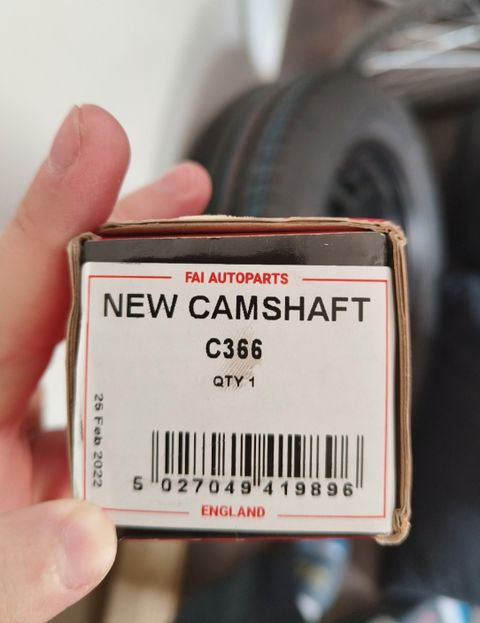 FAI AUTOPARTS
NEW CAMSHAFT
C366
QTY 1
26 Feb 2022
5 027049 419896
ENGLAND